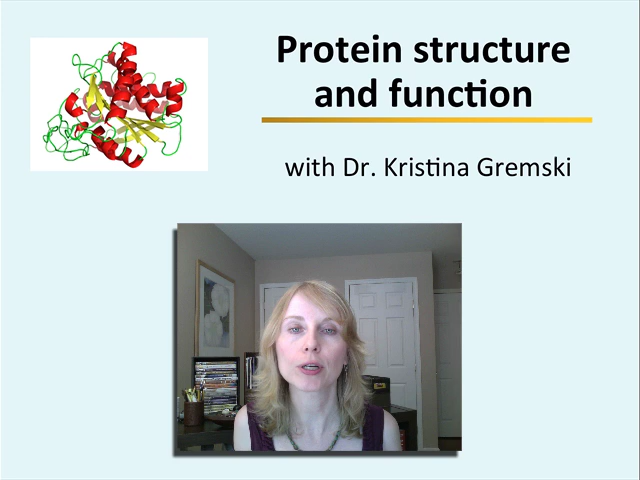 Protein structure
and function
with Dr. Kristina Gremski